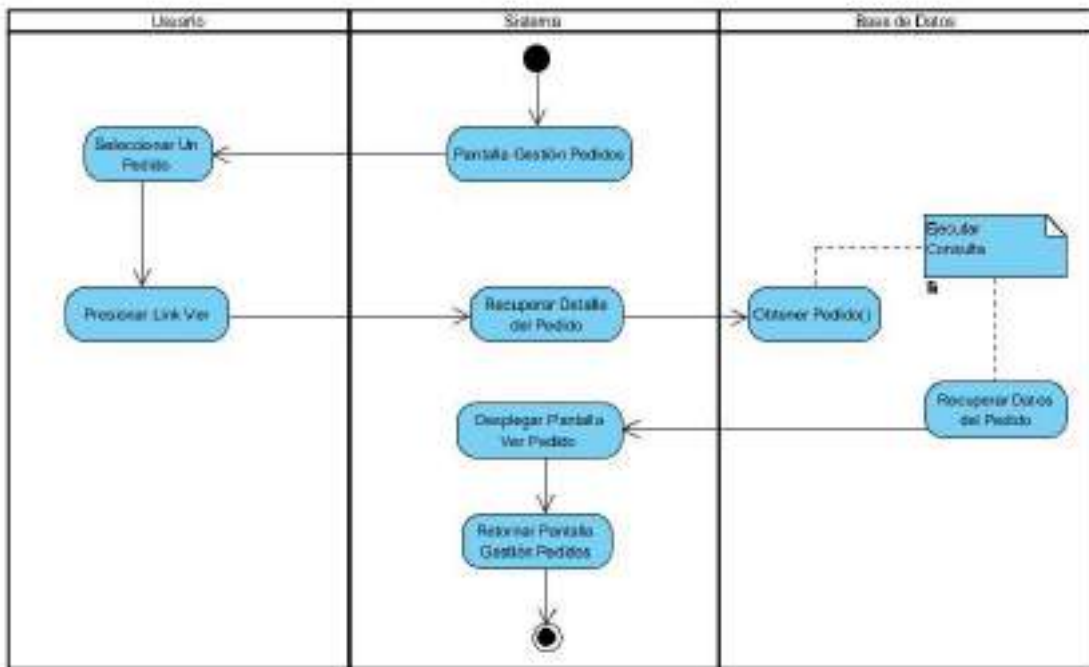 Usuario
Sistema
Base de Datos
Seleccionar Un
Pedido
Pantalla Gestión Pedidos
Ejecutar
Consulta
Presionar Link Ver
Recuperar Detalle
del Pedido
Obtener Pedido()
Desplegar Pantalla
Ver Pedido
Recuperar Datos
del Pedido
Retornar Pantalla
Gestión Pedidos